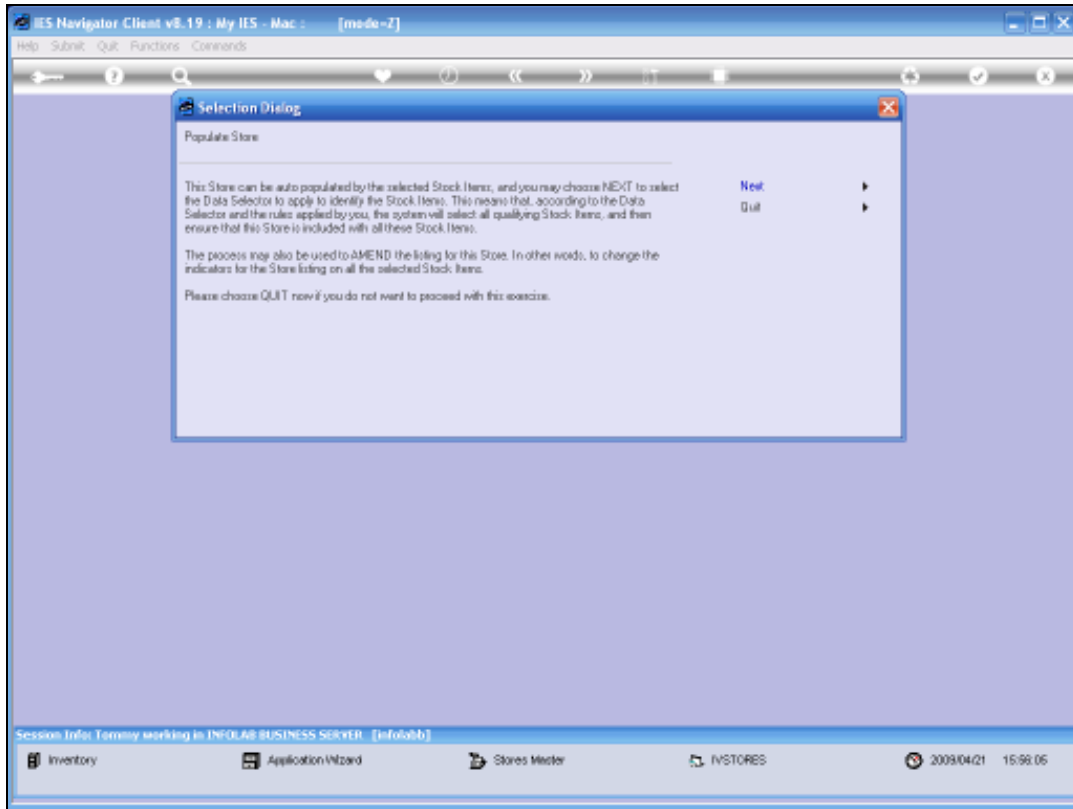 IES Navigator Client v8.19 : My IES - Mac : [mode=Z]
Help Submit Quit Functions Commands
Selection Dialog
Populate Store
This Store can be auto populated by the selected Stock Items, and you may choose NEXT to select
the Data Selector to apply to identify the Stock Items. This means that, according to the Data
Selector and the rules applied by you, the system will select all qualifying Stock Items, and then
ensure that this Store is included with all these Stock Items.
Next
Quit
The process may also be used to AMEND the listing for this Store. In other words, to change the
indicators for the Store listing on all the selected Stock Items.
Please choose QUIT now if you do not want to proceed with this exercise.
Session Info: Tommy working in INFOLAB BUSINESS SERVER [infolabb]
Inventory Application Wizard Stores Master IVSTORES 2009/04/21 15:56:05